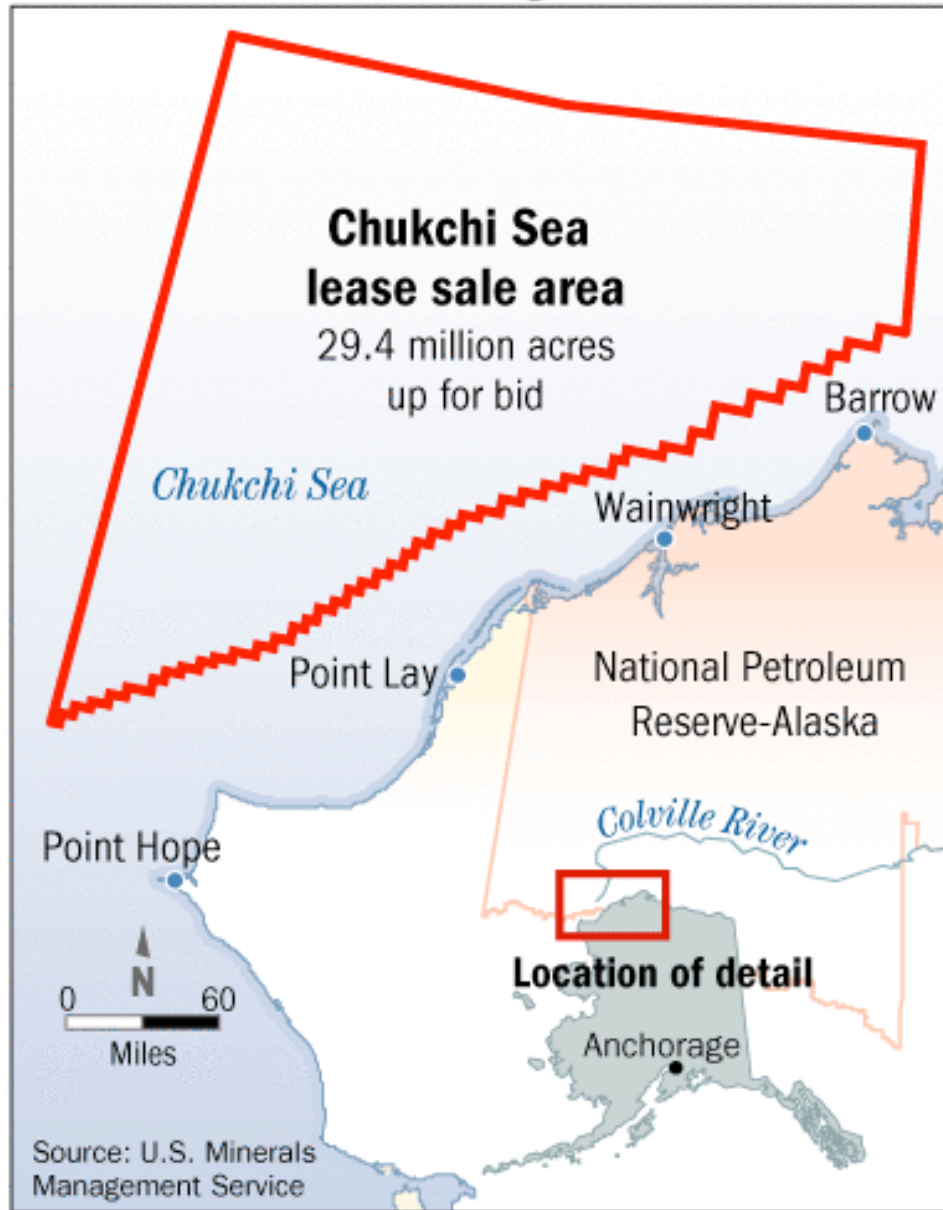 Chukchi Sea
lease sale area
29.4 million acres
up for bid
Barrow
Chukchi Sea
Wainwright
Point Lay
National Petroleum
Reserve-Alaska
Colville River
Point Hope
N
0 60
Miles
Location of detail
Anchorage
Source: U.S. Minerals
Management Service